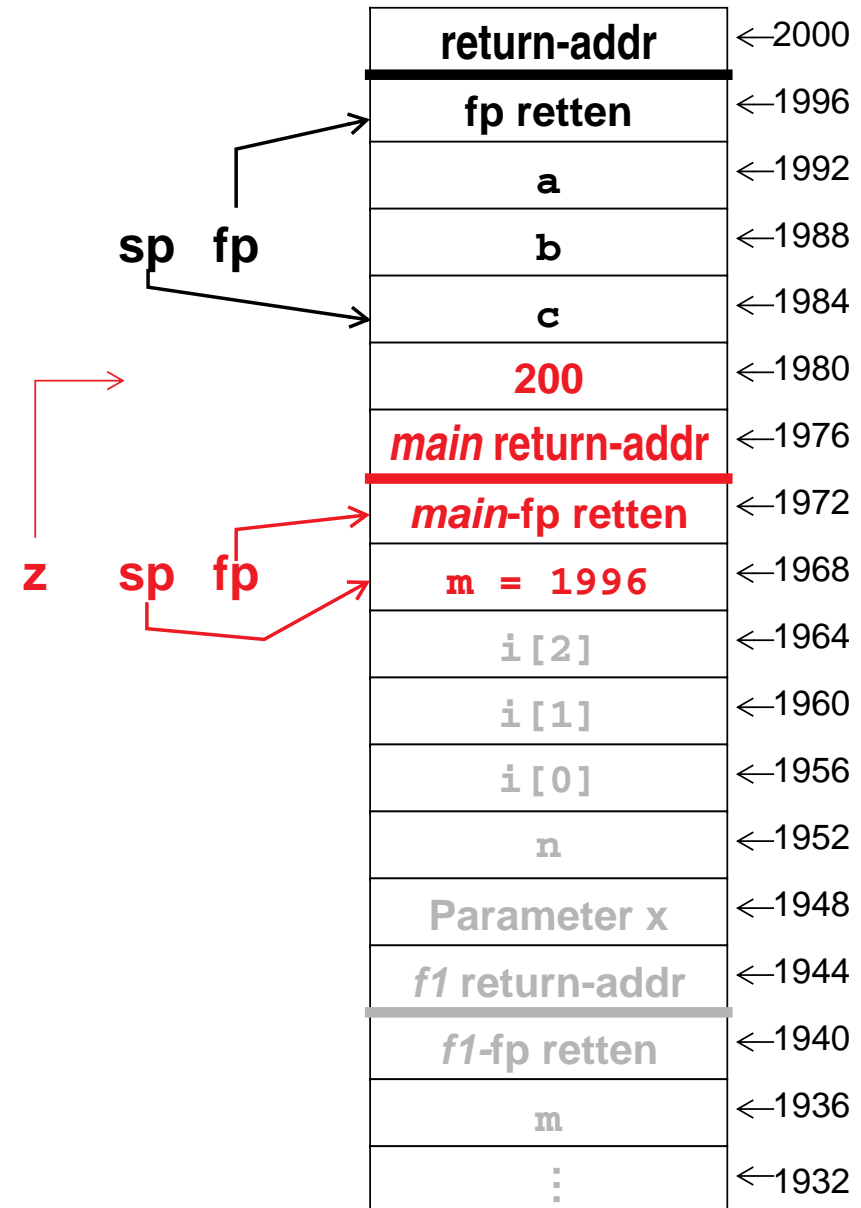 return-addr ←2000
fp retten ←1996
a ←1992
sp fp
b ←1988
c ←1984
200 ←1980
main return-addr ←1976
main-fp retten ←1972
z sp fp
m = 1996 ←1968
i[2] ←1964
i[1] ←1960
i[0] ←1956
n ←1952
Parameter x ←1948
f1 return-addr ←1944
f1-fp retten ←1940
m ←1936
⋮ ←1932